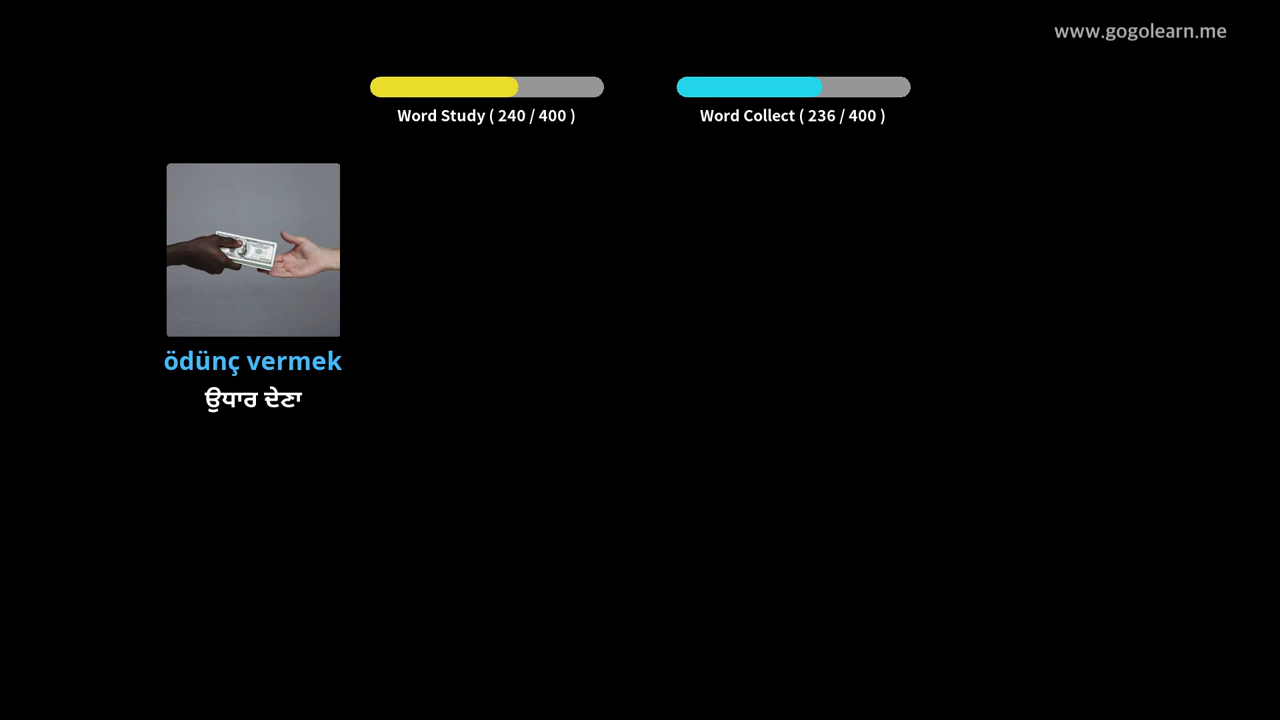 www.gogolearn.me
Word Study ( 240 / 400 )
Word Collect ( 236 / 400 )
ödünç vermek
ਉਧਾਰ ਦੇਣਾ